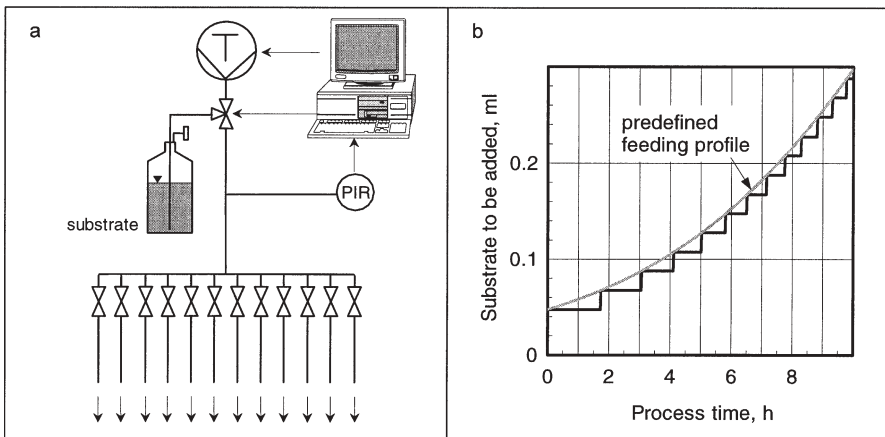 a
substrate
PIR
b
Substrate to be added, ml
predefined
feeding profile
0.2
0.1
0
0 2 4 6 8
Process time, h